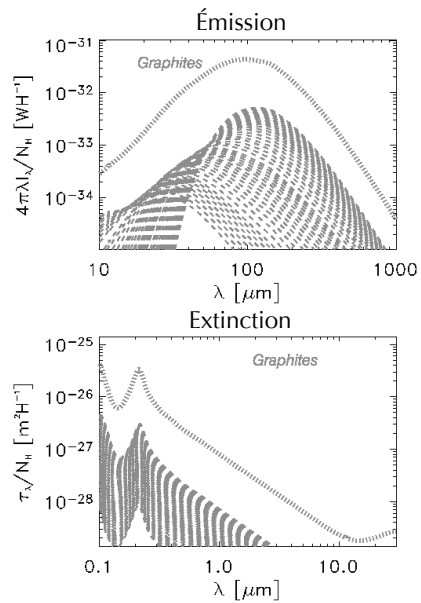 Émission
10⁻³¹
Graphites
10⁻³²
10⁻³³
10⁻³⁴
4πλI_λ/N_H [WH⁻¹]
10 100 1000
λ [μm]
Extinction
10⁻²⁵
Graphites
10⁻²⁶
10⁻²⁷
10⁻²⁸
τ_λ/N_H [m²H⁻¹]
0.1 1.0 10.0
λ [μm]